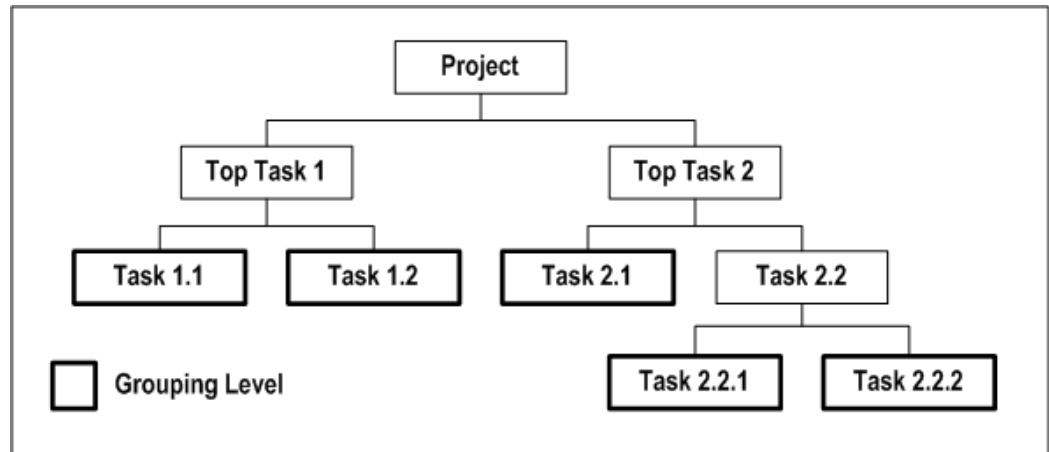 Project
Top Task 1
Top Task 2
Task 1.1
Task 1.2
Task 2.1
Task 2.2
Grouping Level
Task 2.2.1
Task 2.2.2